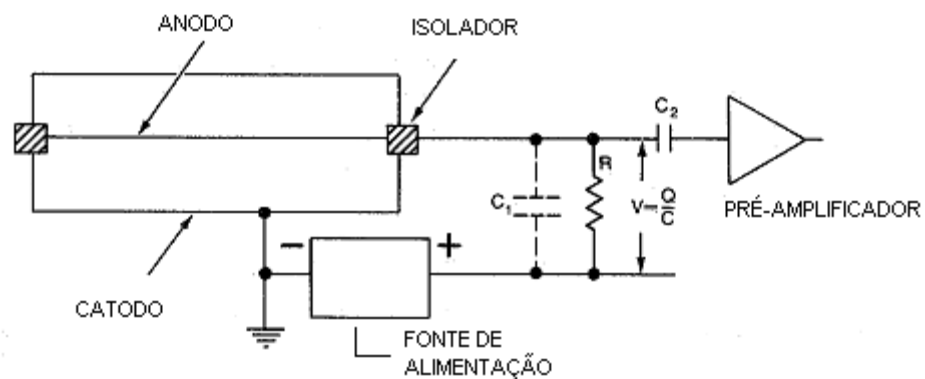 ANODO
ISOLADOR
C₂
R
C₁
V=Q/C
PRÉ-AMPLIFICADOR
− +
CATODO
FONTE DE
ALIMENTAÇÃO